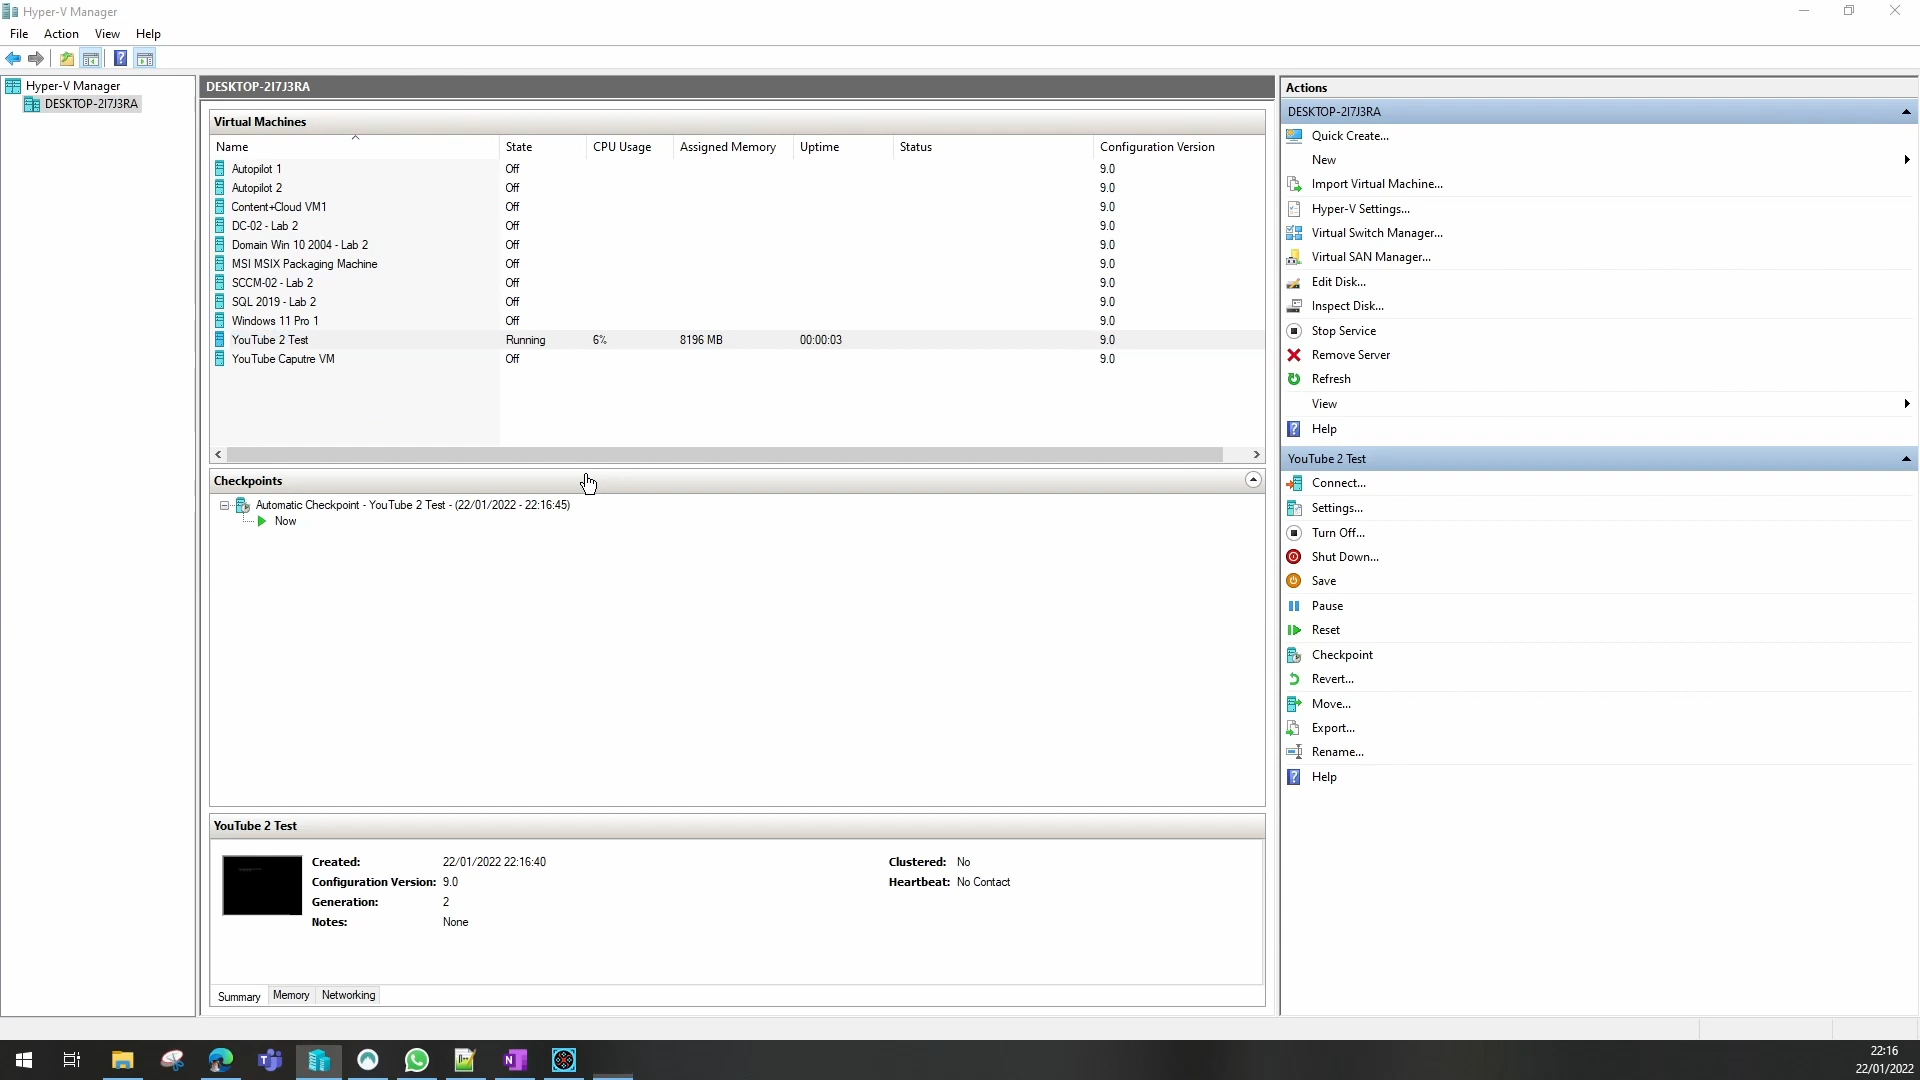 Hyper-V Manager
File Action View Help
Hyper-V Manager
DESKTOP-2I7J3RA
DESKTOP-2I7J3RA
Virtual Machines
Name State CPU Usage Assigned Memory Uptime Status Configuration Version
Autopilot 1 Off 9.0
Autopilot 2 Off 9.0
Content+Cloud VM1 Off 9.0
DC-02 - Lab 2 Off 9.0
Domain Win 10 2004 - Lab 2 Off 9.0
MSI MSIX Packaging Machine Off 9.0
SCCM-02 - Lab 2 Off 9.0
SQL 2019 - Lab 2 Off 9.0
Windows 11 Pro 1 Off 9.0
YouTube 2 Test Running 6% 8196 MB 00:00:03 9.0
YouTube Caputre VM Off 9.0
Checkpoints
Automatic Checkpoint - YouTube 2 Test - (22/01/2022 - 22:16:45)
Now
YouTube 2 Test
Created: 22/01/2022 22:16:40 Clustered: No
Configuration Version: 9.0 Heartbeat: No Contact
Generation: 2
Notes: None
Summary Memory Networking
Actions
DESKTOP-2I7J3RA
Quick Create...
New
Import Virtual Machine...
Hyper-V Settings...
Virtual Switch Manager...
Virtual SAN Manager...
Edit Disk...
Inspect Disk...
Stop Service
Remove Server
Refresh
View
Help
YouTube 2 Test
Connect...
Settings...
Turn Off...
Shut Down...
Save
Pause
Reset
Checkpoint
Revert...
Move...
Export...
Rename...
Help
22:16
22/01/2022